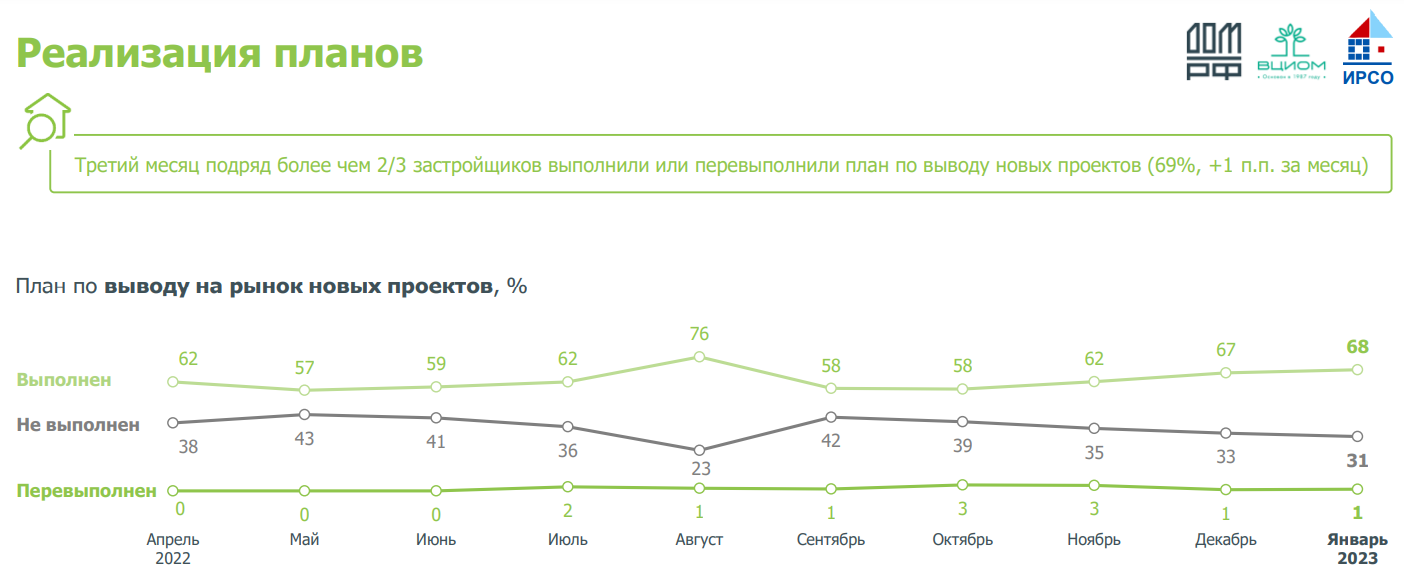 Реализация планов
ДОМ
РФ
ВЦИОМ
• Основан в 1987 году •
ИРСО
Третий месяц подряд более чем 2/3 застройщиков выполнили или перевыполнили план по выводу новых проектов (69%, +1 п.п. за месяц)
План по выводу на рынок новых проектов, %
Выполнен
62 57 59 62 76 58 58 62 67 68
Не выполнен
38 43 41 36 23 42 39 35 33 31
Перевыполнен
0 0 0 2 1 1 3 3 1 1
Апрель Май Июнь Июль Август Сентябрь Октябрь Ноябрь Декабрь Январь
2022 2023